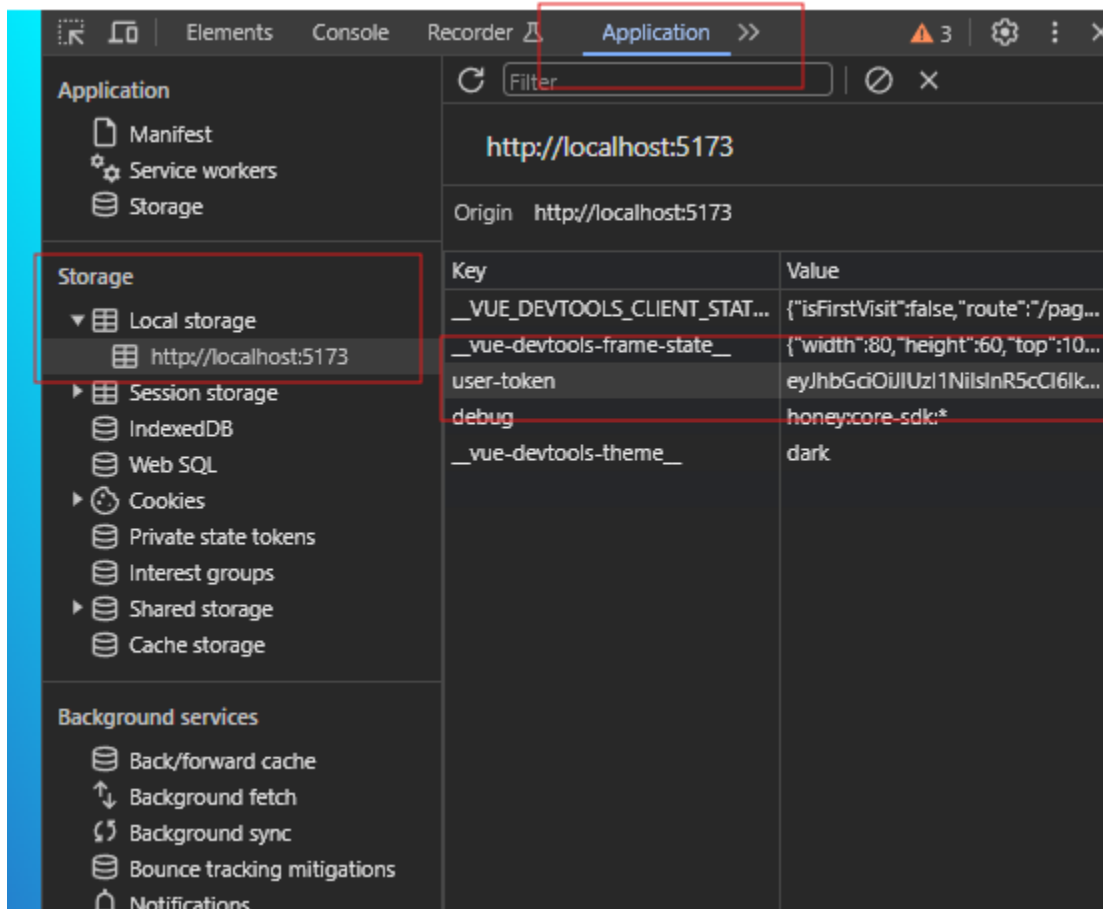 Elements Console Recorder Application 3
Application
Manifest
Service workers
Storage
Storage
Local storage
http://localhost:5173
Session storage
IndexedDB
Web SQL
Cookies
Private state tokens
Interest groups
Shared storage
Cache storage
Background services
Back/forward cache
Background fetch
Background sync
Bounce tracking mitigations
Notifications
Filter
http://localhost:5173
Origin http://localhost:5173
Key Value
__VUE_DEVTOOLS_CLIENT_STAT... {"isFirstVisit":false,"route":"/pag...
__vue-devtools-frame-state__ {"width":80,"height":60,"top":10...
user-token
debug honey:core-sdk:*
__vue-devtools-theme__ dark